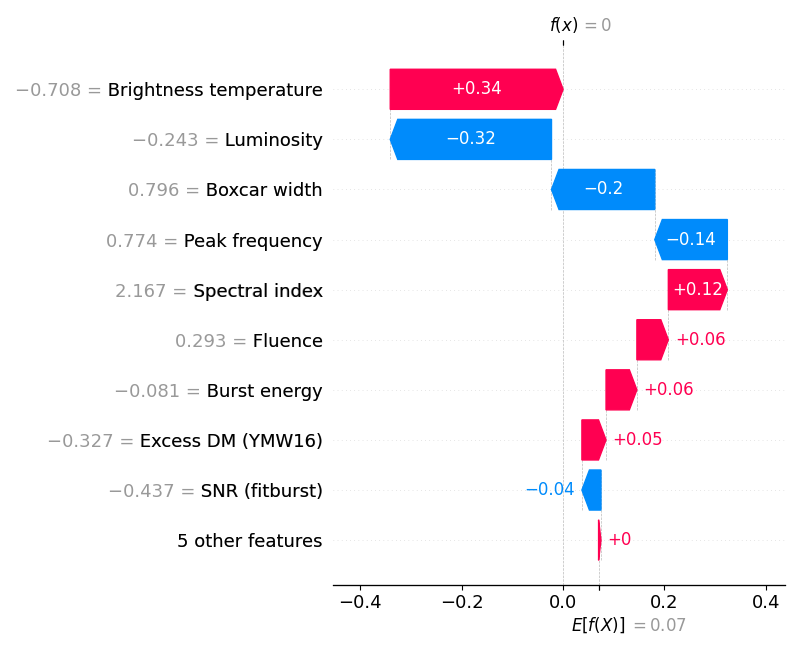 f(x) = 0
−0.708 = Brightness temperature +0.34
−0.243 = Luminosity −0.32
0.796 = Boxcar width −0.2
0.774 = Peak frequency −0.14
2.167 = Spectral index +0.12
0.293 = Fluence +0.06
−0.081 = Burst energy +0.06
−0.327 = Excess DM (YMW16) +0.05
−0.437 = SNR (fitburst) −0.04
5 other features +0
−0.4 −0.2 0.0 0.2 0.4
E[f(X)] = 0.07